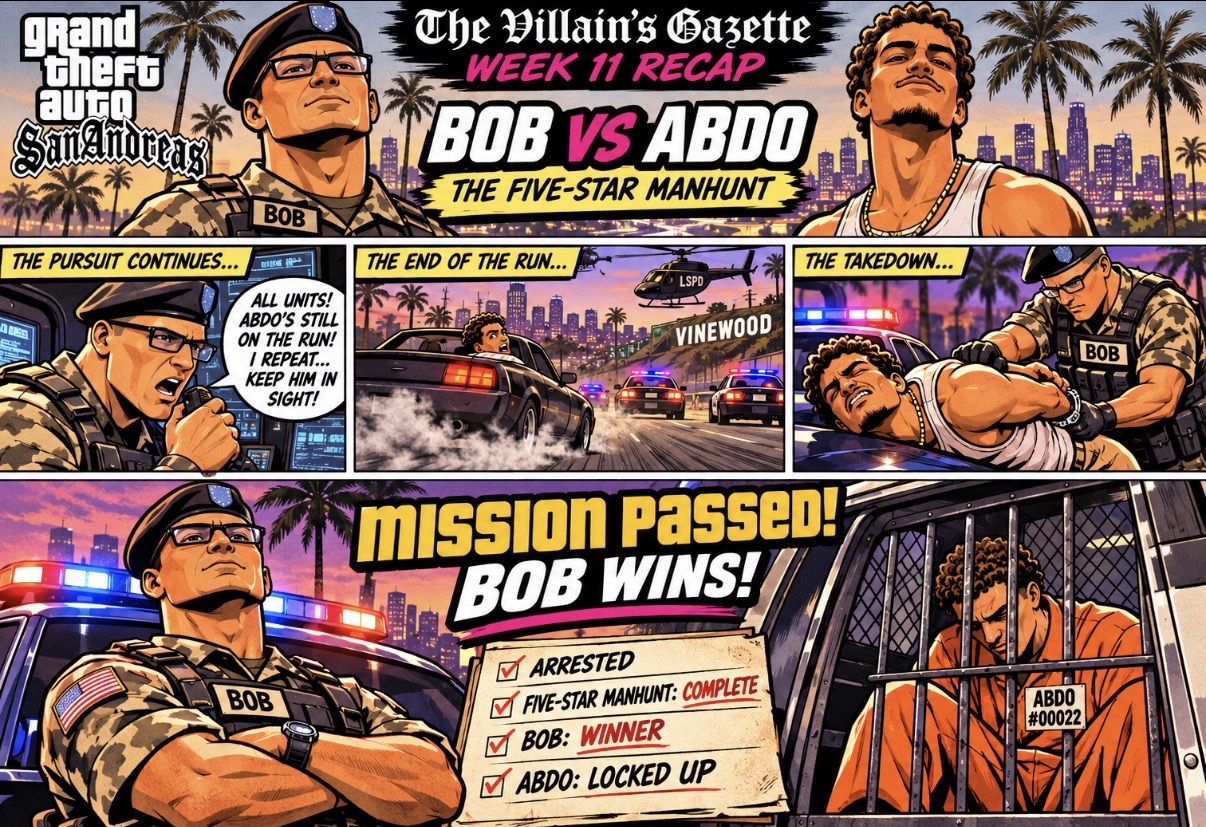 grand
theft
auto
San Andreas
The Villain's Gazette
WEEK 11 RECAP
BOB VS ABDO
THE FIVE-STAR MANHUNT
BOB
THE PURSUIT CONTINUES...
ALL UNITS!
ABDO'S STILL
ON THE RUN!
I REPEAT...
KEEP HIM IN
SIGHT!
THE END OF THE RUN...
LSPD
VINEWOOD
THE TAKEDOWN...
BOB
MISSION PASSED!
BOB WINS!
BOB
ARRESTED
FIVE-STAR MANHUNT: COMPLETE
BOB: WINNER
ABDO: LOCKED UP
ABDO
#00022